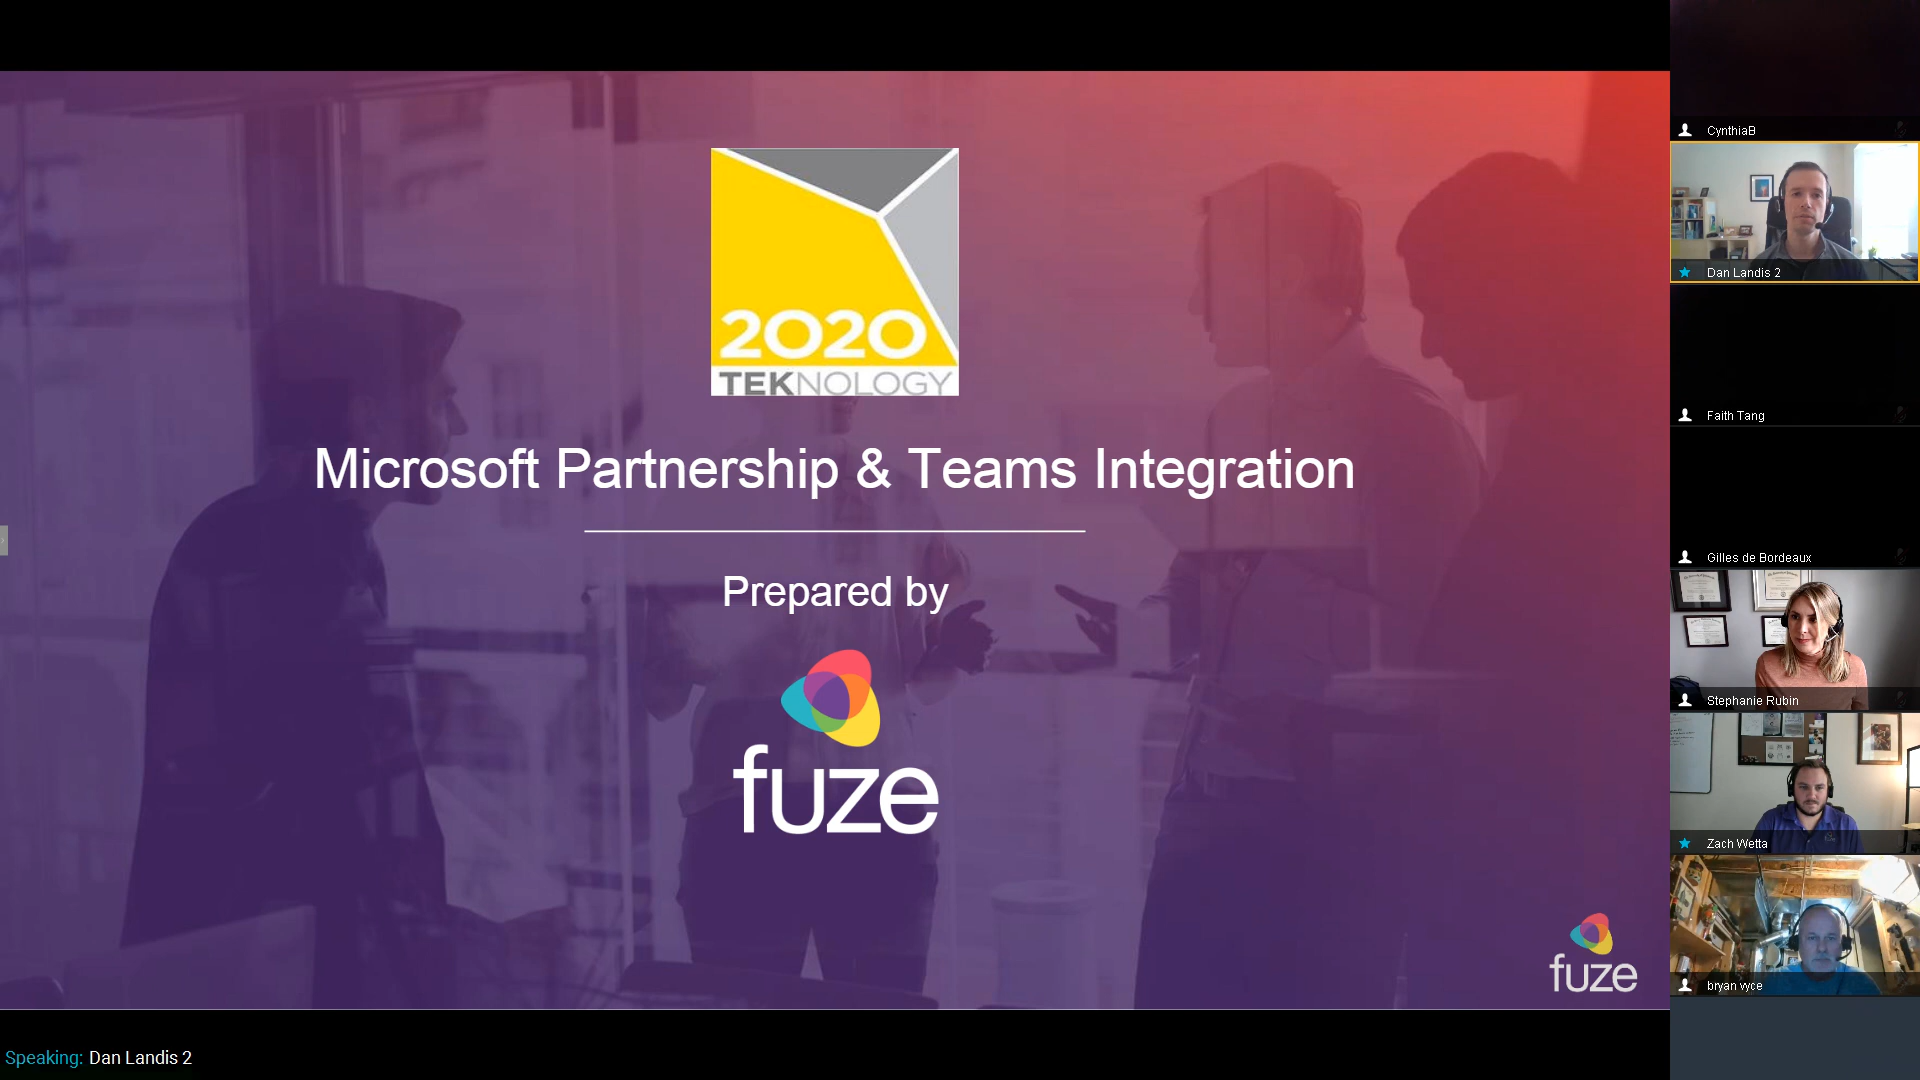 2020
TEKNOLOGY
Microsoft Partnership & Teams Integration
Prepared by
fuze
fuze
Speaking: Dan Landis 2
CynthiaB
Dan Landis 2
Faith Tang
Gilles de Bordeaux
Stephanie Rubin
Zach Wetta
bryan vyce